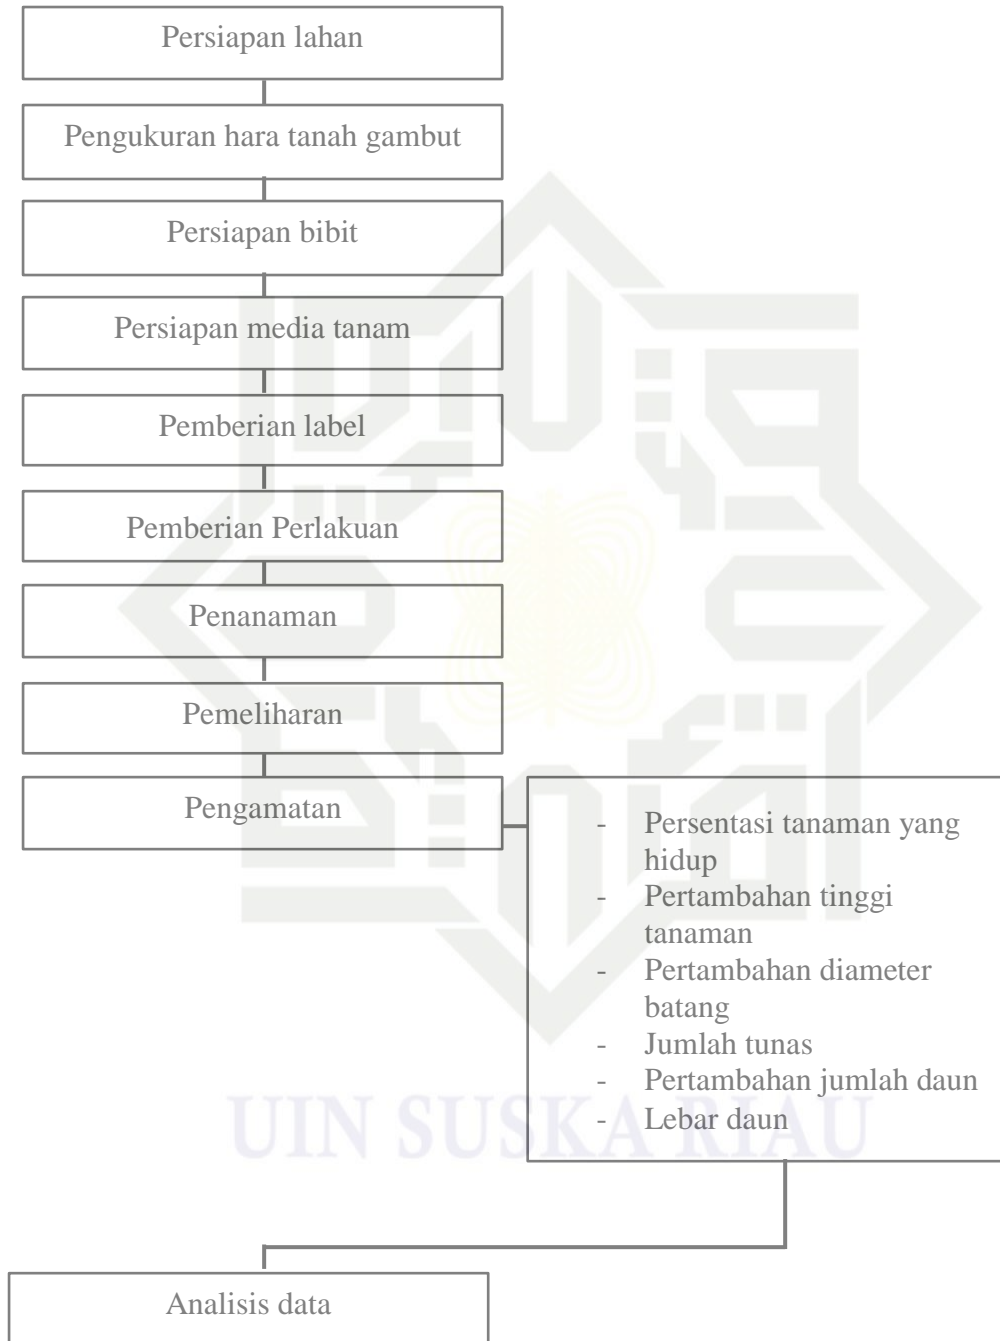 Persiapan lahan
Pengukuran hara tanah gambut
Persiapan bibit
Persiapan media tanam
Pemberian label
Pemberian Perlakuan
Penanaman
Pemeliharan
Pengamatan
- Persentasi tanaman yang
hidup
- Pertambahan tinggi
tanaman
- Pertambahan diameter
batang
- Jumlah tunas
- Pertambahan jumlah daun
- Lebar daun
UIN SUSKA RIAU
Analisis data